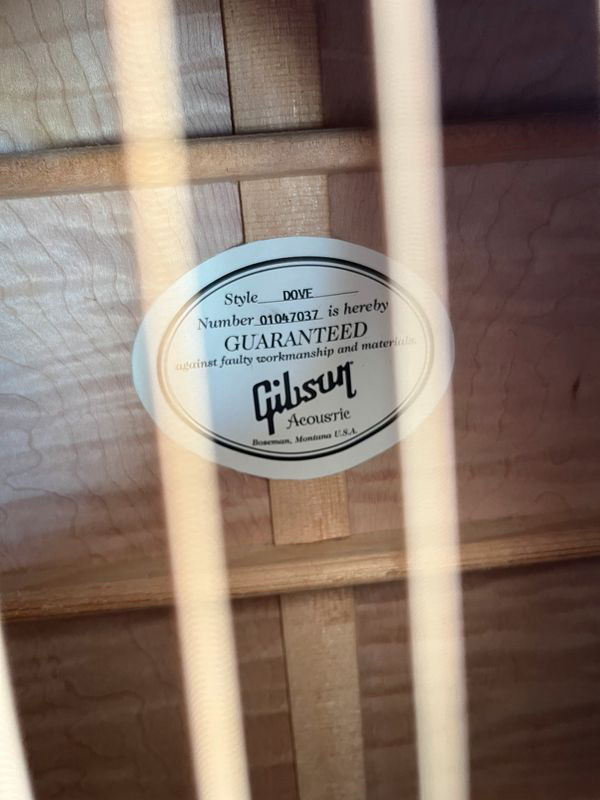 Style DOVE
Number 01047037 is hereby
GUARANTEED
against faulty workmanship and materials.
Gibson
Acoustic
Bozeman, Montana U.S.A.